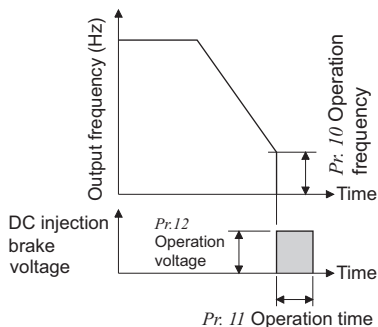 Output frequency (Hz)
Pr. 10 Operation
frequency
Time
DC injection
brake
voltage
Pr.12
Operation
voltage
Time
Pr. 11 Operation time